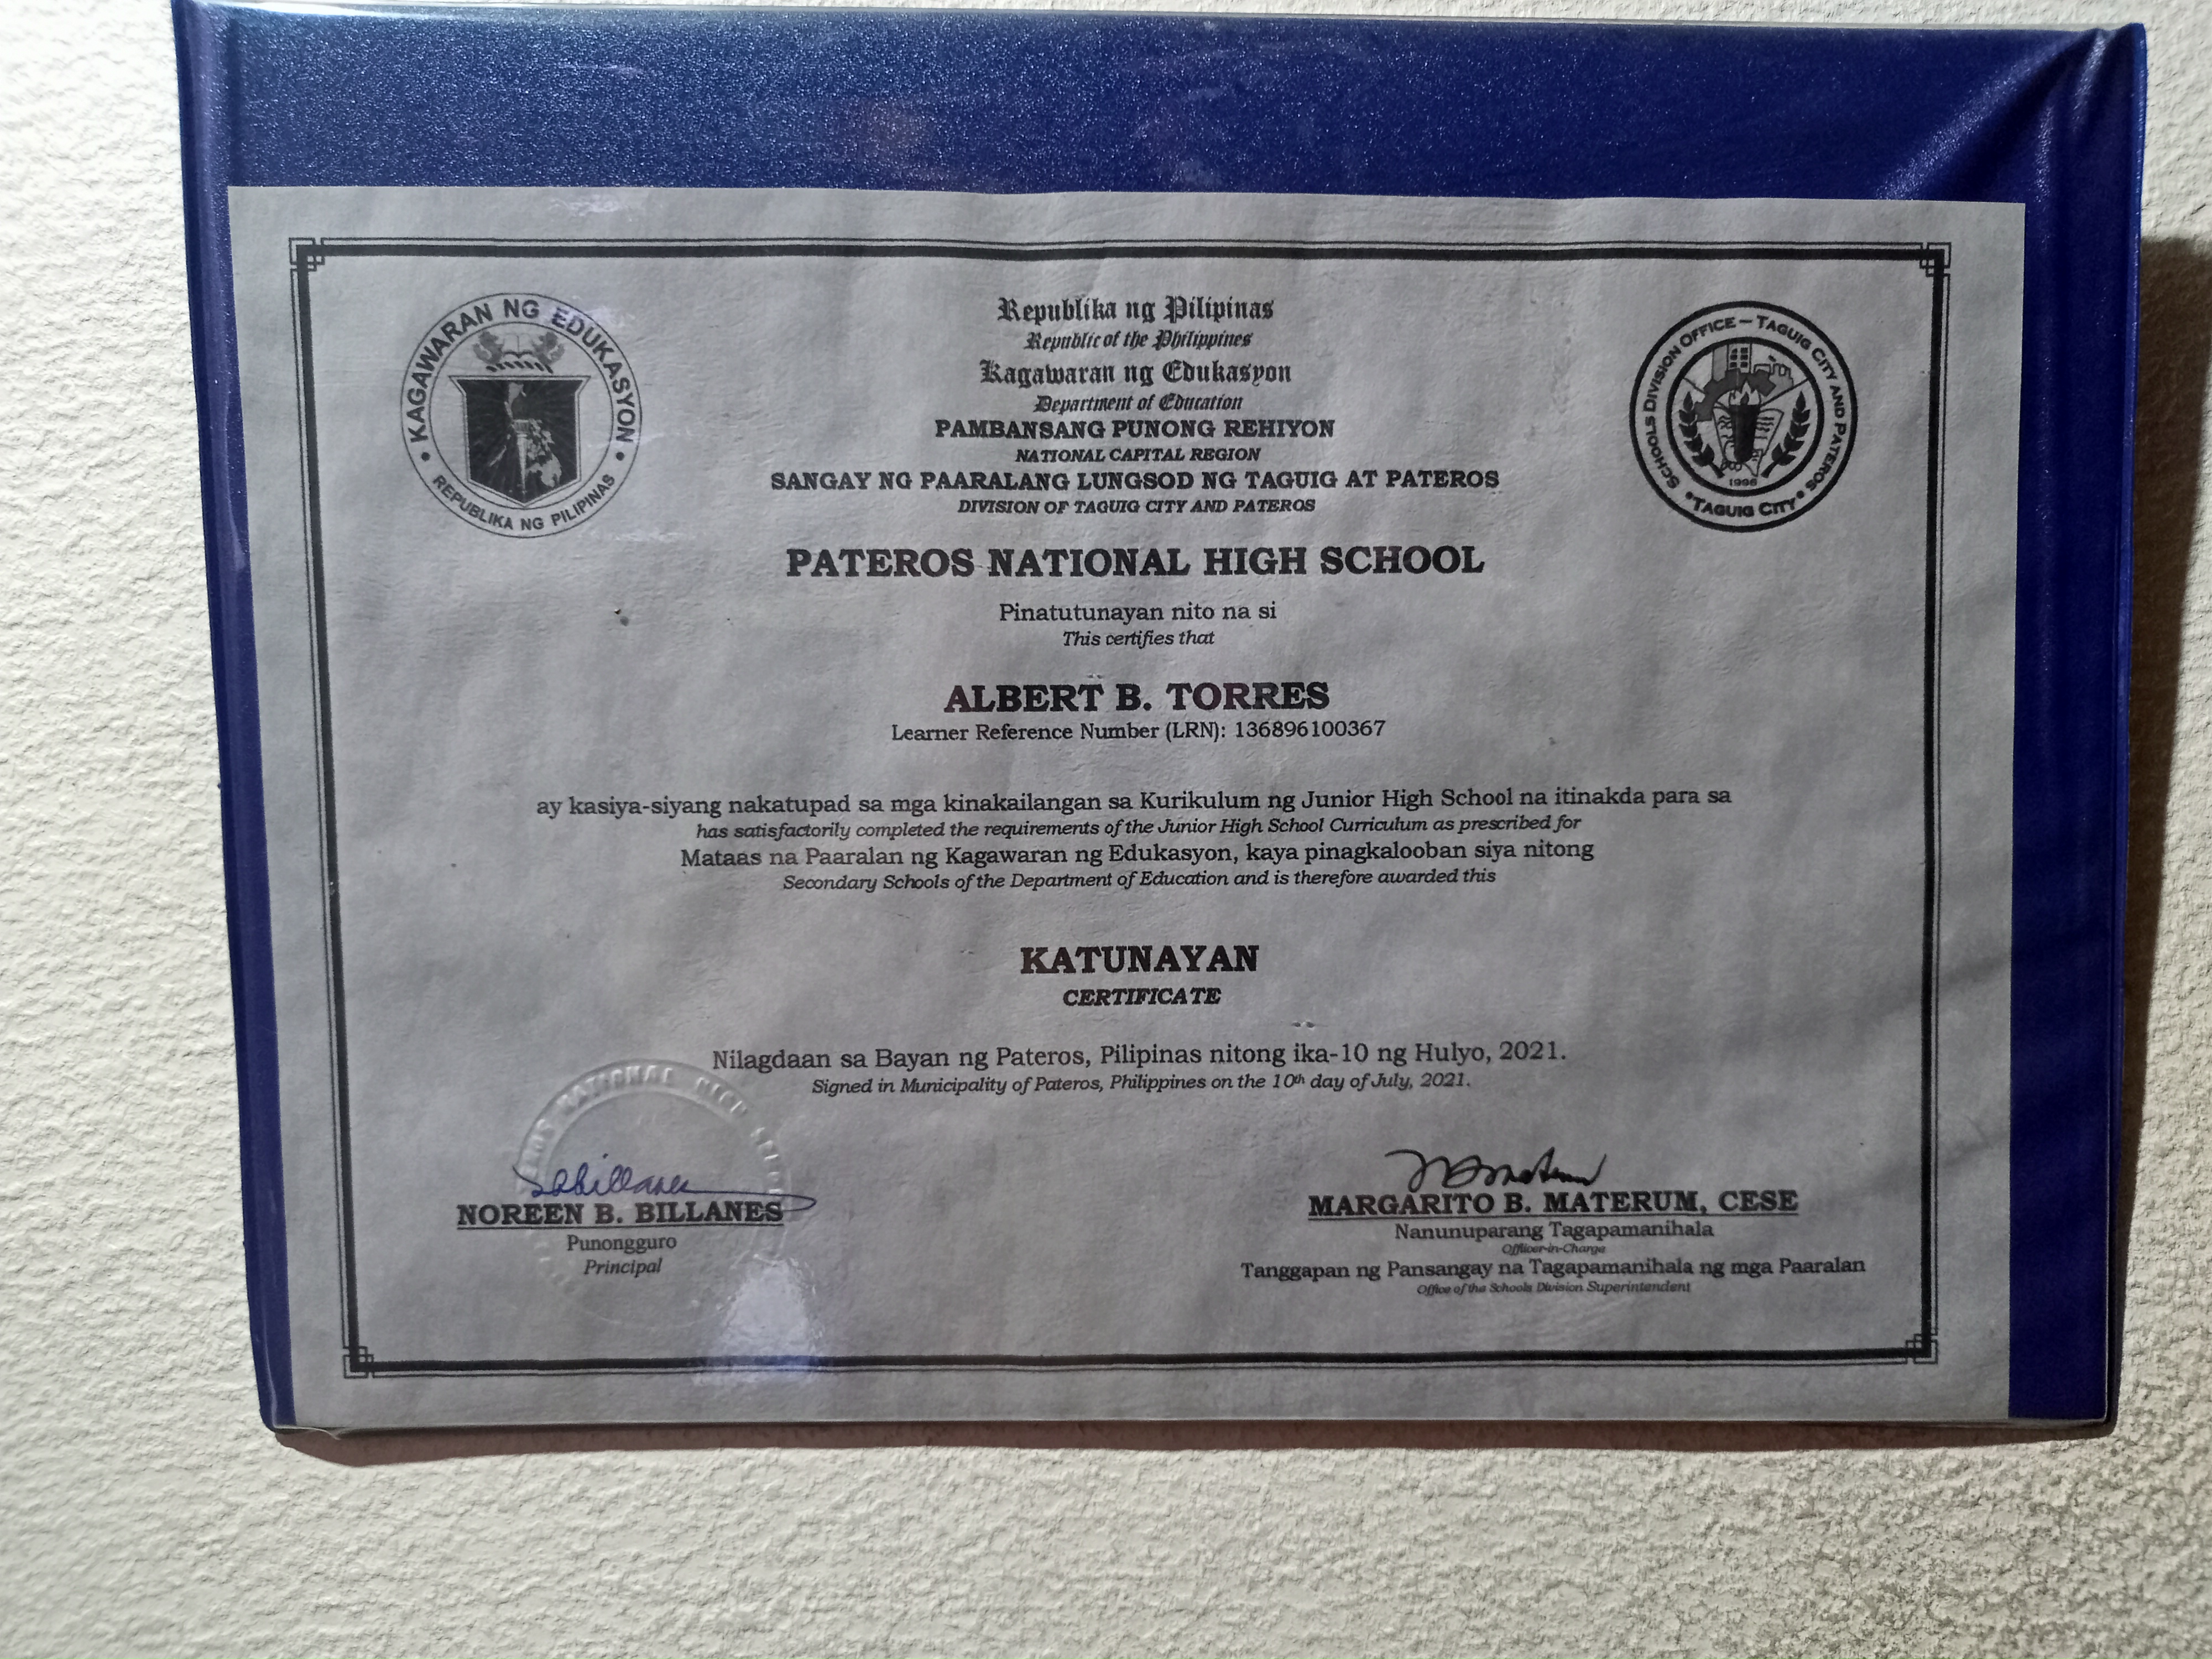 KAGAWARAN NG EDUKASYON
REPUBLIKA NG PILIPINAS
Republika ng Pilipinas
Republic of the Philippines
Kagawaran ng Edukasyon
Department of Education
PAMBANSANG PUNONG REHIYON
NATIONAL CAPITAL REGION
SANGAY NG PAARALANG LUNGSOD NG TAGUIG AT PATEROS
DIVISION OF TAGUIG CITY AND PATEROS
SCHOOLS DIVISION OFFICE – TAGUIG CITY AND PATEROS
1996
TAGUIG CITY
PATEROS NATIONAL HIGH SCHOOL
Pinatutunayan nito na si
This certifies that
ALBERT B. TORRES
Learner Reference Number (LRN): 136896100367
ay kasiya-siyang nakatupad sa mga kinakailangan sa Kurikulum ng Junior High School na itinakda para sa
has satisfactorily completed the requirements of the Junior High School Curriculum as prescribed for
Mataas na Paaralan ng Kagawaran ng Edukasyon, kaya pinagkalooban siya nitong
Secondary Schools of the Department of Education and is therefore awarded this
KATUNAYAN
CERTIFICATE
Nilagdaan sa Bayan ng Pateros, Pilipinas nitong ika-10 ng Hulyo, 2021.
Signed in Municipality of Pateros, Philippines on the 10th day of July, 2021.
NATIONAL HIGH
NOREEN B. BILLANES
Punongguro
Principal
MARGARITO B. MATERUM, CESE
Nanunuparang Tagapamanihala
Officer-in-Charge
Tanggapan ng Pansangay na Tagapamanihala ng mga Paaralan
Office of the Schools Division Superintendent